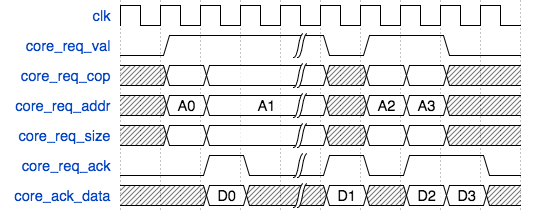 clk
core_req_val
core_req_cop
core_req_addr A0 A1 A2 A3
core_req_size
core_req_ack
core_ack_data D0 D1 D2 D3